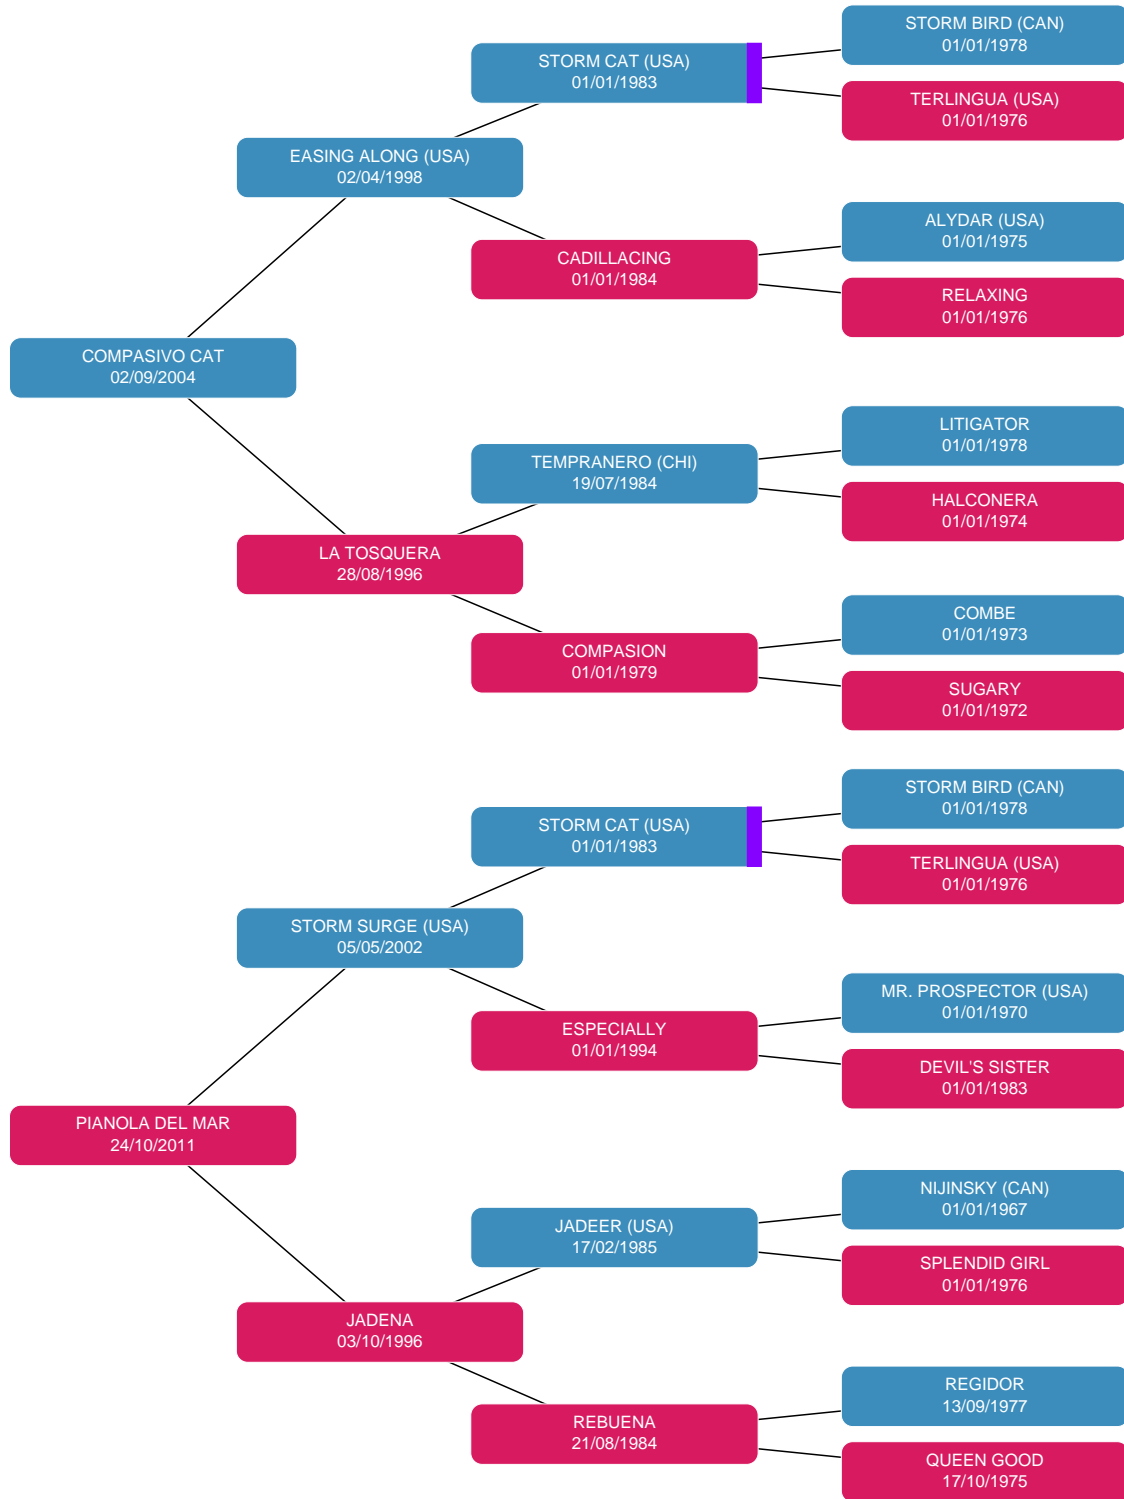 STORM BIRD (CAN)
01/01/1978
STORM CAT (USA)
01/01/1983
TERLINGUA (USA)
01/01/1976
EASING ALONG (USA)
02/04/1998
ALYDAR (USA)
01/01/1975
CADILLACING
01/01/1984
RELAXING
01/01/1976
COMPASIVO CAT
02/09/2004
LITIGATOR
01/01/1978
TEMPRANERO (CHI)
19/07/1984
HALCONERA
01/01/1974
LA TOSQUERA
28/08/1996
COMBE
01/01/1973
COMPASION
01/01/1979
SUGARY
01/01/1972
STORM BIRD (CAN)
01/01/1978
STORM CAT (USA)
01/01/1983
TERLINGUA (USA)
01/01/1976
STORM SURGE (USA)
05/05/2002
MR. PROSPECTOR (USA)
01/01/1970
ESPECIALLY
01/01/1994
DEVIL'S SISTER
01/01/1983
PIANOLA DEL MAR
24/10/2011
NIJINSKY (CAN)
01/01/1967
JADEER (USA)
17/02/1985
SPLENDID GIRL
01/01/1976
JADENA
03/10/1996
REGIDOR
13/09/1977
REBUENA
21/08/1984
QUEEN GOOD
17/10/1975